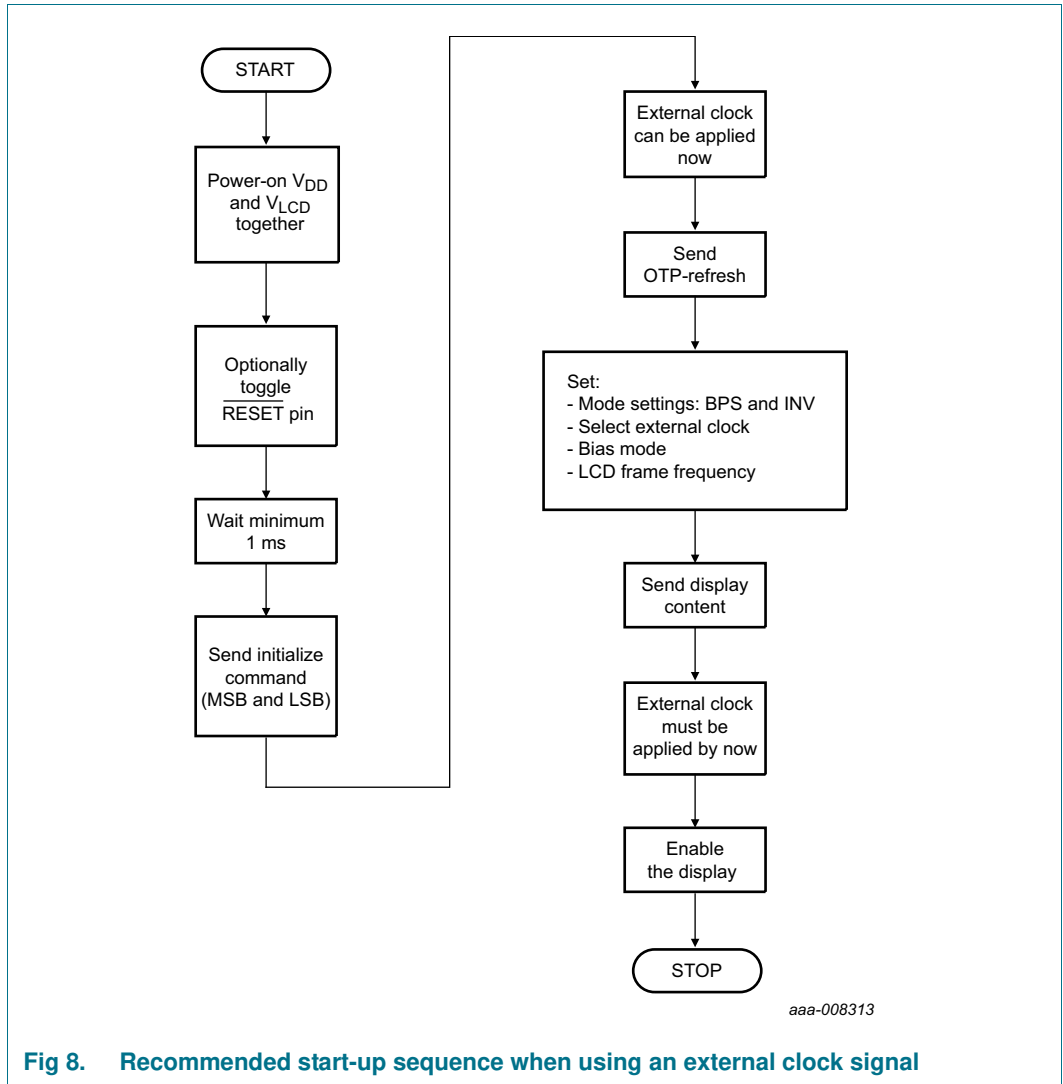 START
Power-on VDD
and VLCD
together
Optionally
toggle
RESET pin
Wait minimum
1 ms
Send initialize
command
(MSB and LSB)
External clock
can be applied
now
Send
OTP-refresh
Set:
- Mode settings: BPS and INV
- Select external clock
- Bias mode
- LCD frame frequency
Send display
content
External clock
must be
applied by now
Enable
the display
STOP
aaa-008313
Fig 8. Recommended start-up sequence when using an external clock signal